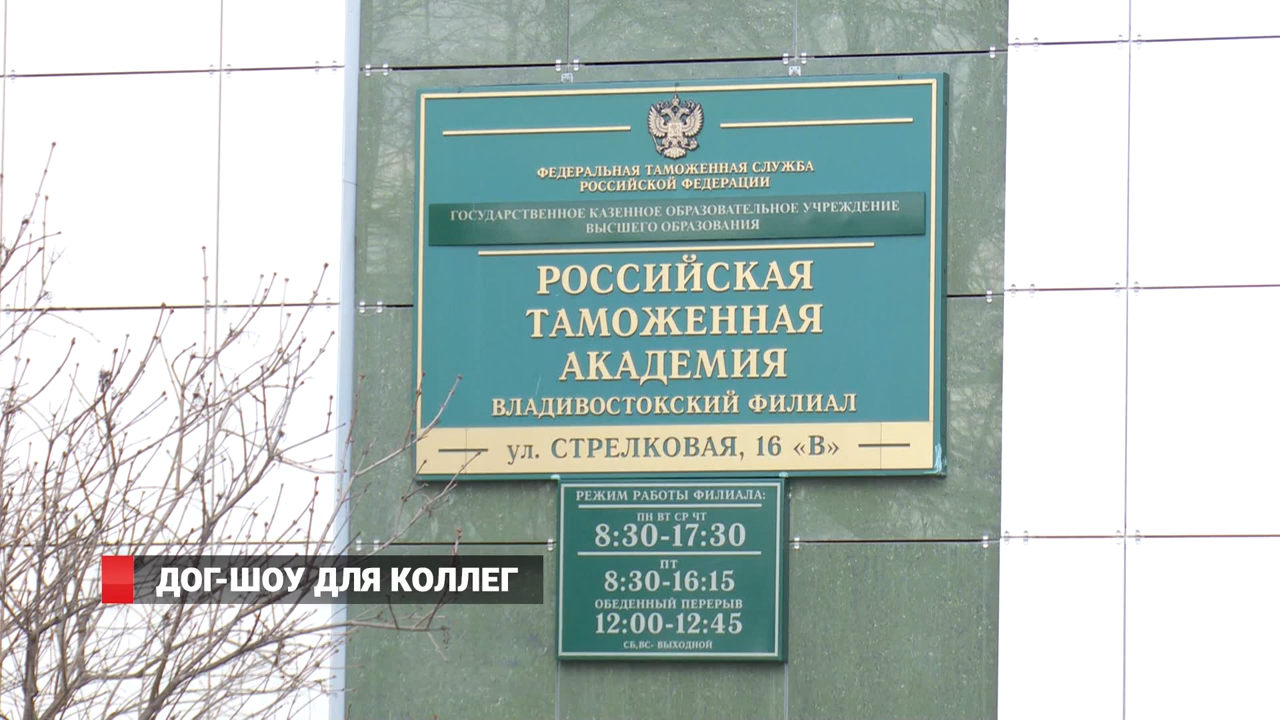 ФЕДЕРАЛЬНАЯ ТАМОЖЕННАЯ СЛУЖБА
РОССИЙСКОЙ ФЕДЕРАЦИИ
ГОСУДАРСТВЕННОЕ КАЗЕННОЕ ОБРАЗОВАТЕЛЬНОЕ УЧРЕЖДЕНИЕ
ВЫСШЕГО ОБРАЗОВАНИЯ
РОССИЙСКАЯ
ТАМОЖЕННАЯ
АКАДЕМИЯ
ВЛАДИВОСТОКСКИЙ ФИЛИАЛ
ул. СТРЕЛКОВАЯ, 16 «В»
РЕЖИМ РАБОТЫ ФИЛИАЛА:
ПН ВТ СР ЧТ
8:30-17:30
ПТ
8:30-16:15
ОБЕДЕННЫЙ ПЕРЕРЫВ
12:00-12:45
СБ,ВС- ВЫХОДНОЙ
ДОГ-ШОУ ДЛЯ КОЛЛЕГ